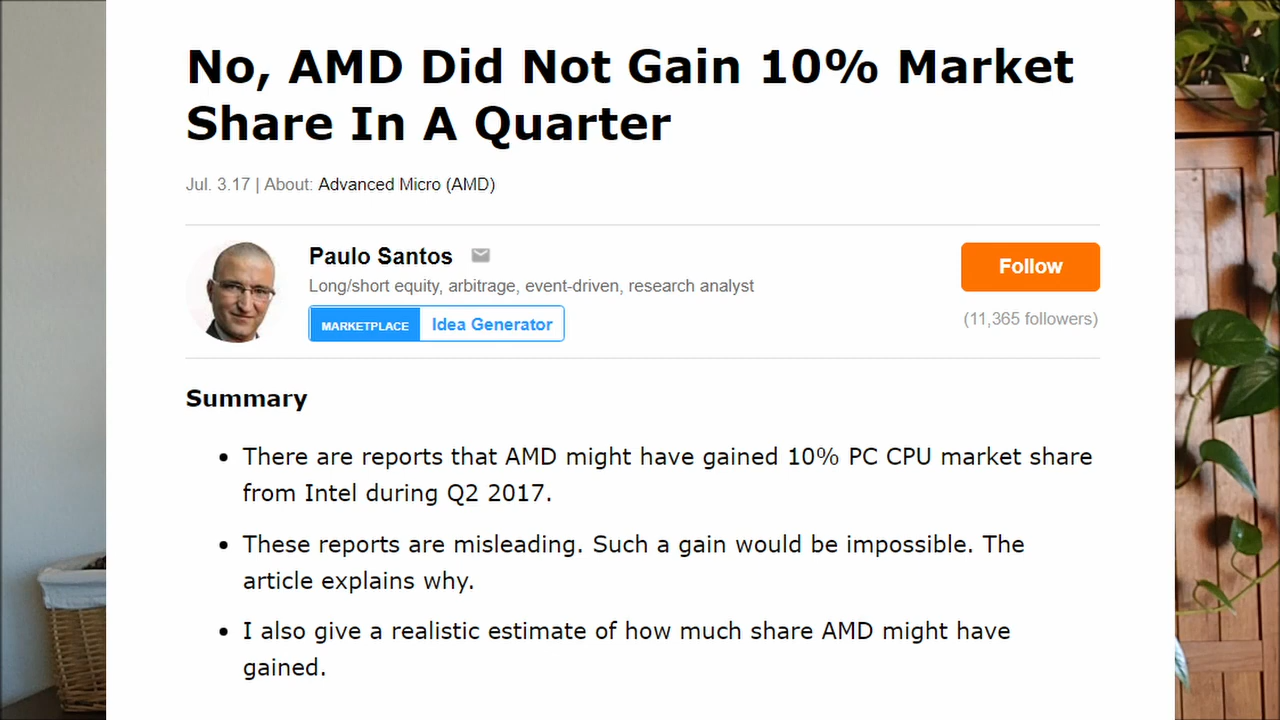 No, AMD Did Not Gain 10% Market
Share In A Quarter
Jul. 3.17 | About: Advanced Micro (AMD)
Paulo Santos
Long/short equity, arbitrage, event-driven, research analyst
MARKETPLACE Idea Generator
Follow
(11,365 followers)
Summary
• There are reports that AMD might have gained 10% PC CPU market share
from Intel during Q2 2017.
• These reports are misleading. Such a gain would be impossible. The
article explains why.
• I also give a realistic estimate of how much share AMD might have
gained.